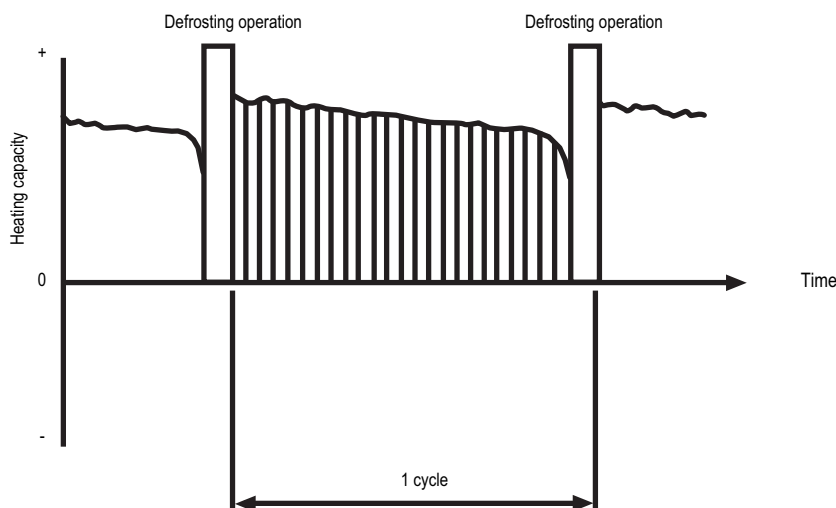 Defrosting operation
Defrosting operation
+
Heating capacity
0
Time
-
1 cycle